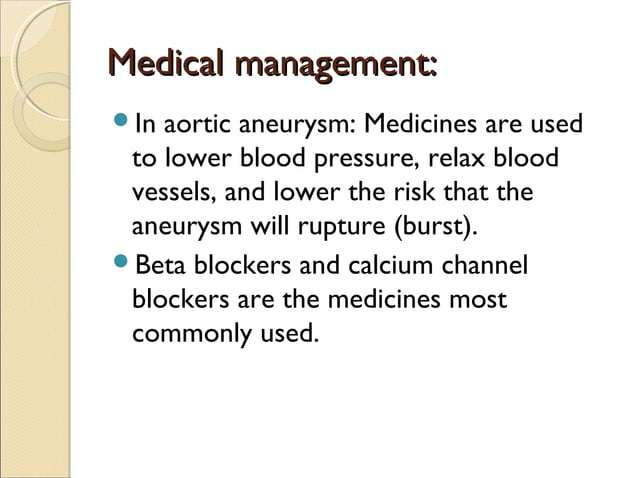 Medical management:
In aortic aneurysm: Medicines are used
to lower blood pressure, relax blood
vessels, and lower the risk that the
aneurysm will rupture (burst).
Beta blockers and calcium channel
blockers are the medicines most
commonly used.